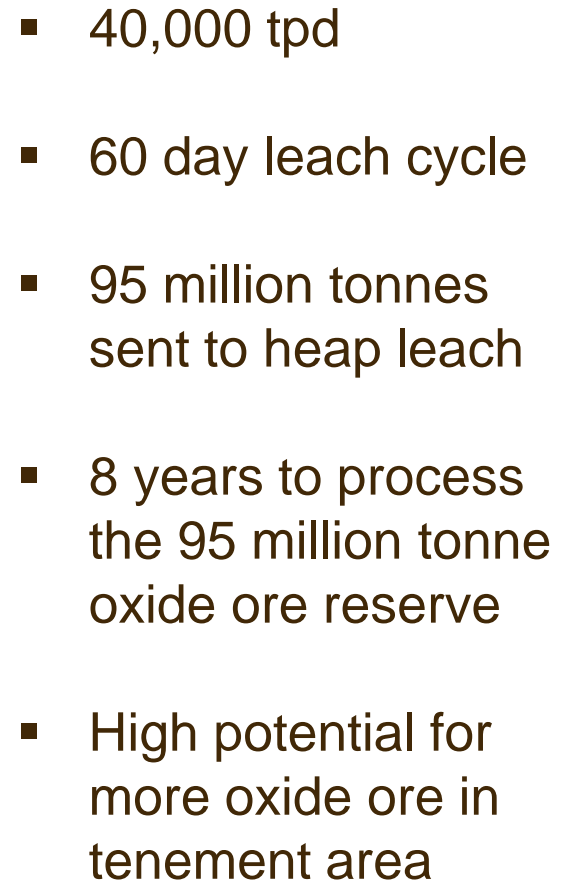 ▪ 40,000 tpd
▪ 60 day leach cycle
▪ 95 million tonnes
sent to heap leach
▪ 8 years to process
the 95 million tonne
oxide ore reserve
▪ High potential for
more oxide ore in
tenement area